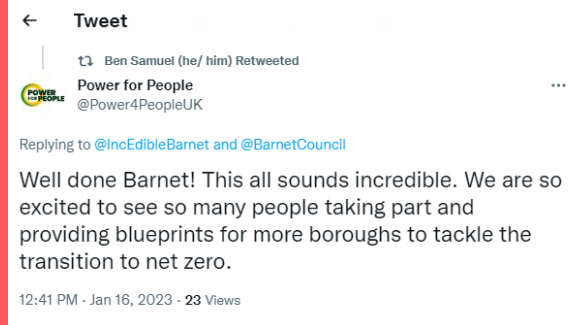 ← Tweet
Ben Samuel (he/ him) Retweeted
POWER FOR PEOPLE
Power for People
@Power4PeopleUK
Replying to @IncEdibleBarnet and @BarnetCouncil
Well done Barnet! This all sounds incredible. We are so
excited to see so many people taking part and
providing blueprints for more boroughs to tackle the
transition to net zero.
12:41 PM · Jan 16, 2023 · 23 Views